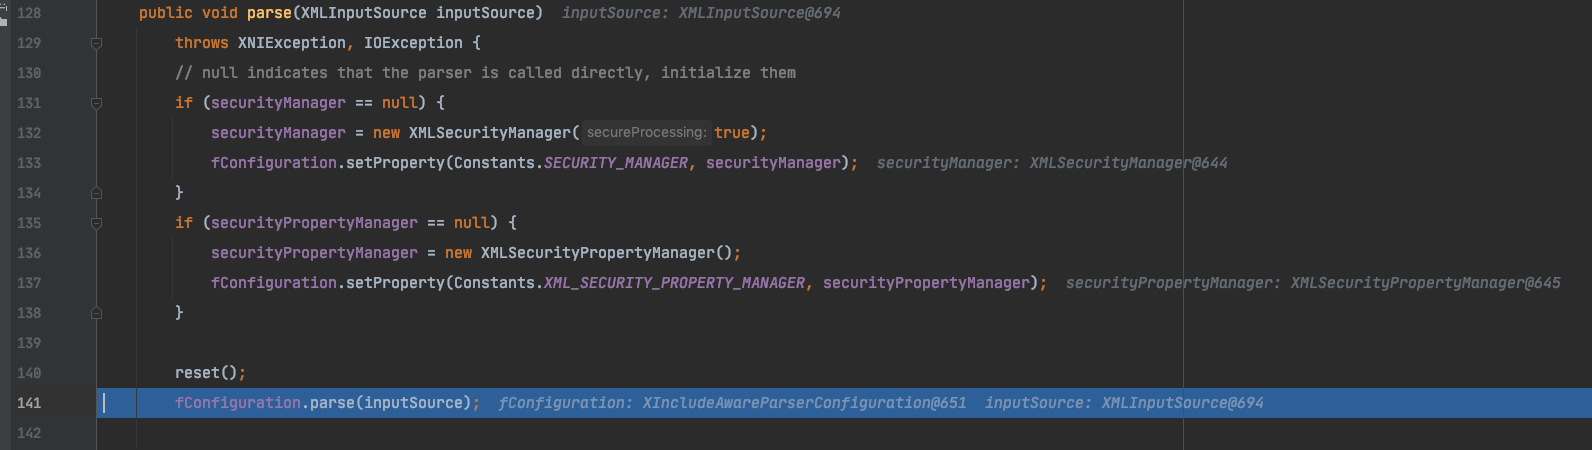 128 public void parse(XMLInputSource inputSource) inputSource: XMLInputSource@694
129 throws XNIException, IOException {
130 // null indicates that the parser is called directly, initialize them
131 if (securityManager == null) {
132 securityManager = new XMLSecurityManager( secureProcessing: true);
133 fConfiguration.setProperty(Constants.SECURITY_MANAGER, securityManager); securityManager: XMLSecurityManager@644
134 }
135 if (securityPropertyManager == null) {
136 securityPropertyManager = new XMLSecurityPropertyManager();
137 fConfiguration.setProperty(Constants.XML_SECURITY_PROPERTY_MANAGER, securityPropertyManager); securityPropertyManager: XMLSecurityPropertyManager@645
138 }
139
140 reset();
141 fConfiguration.parse(inputSource); fConfiguration: XIncludeAwareParserConfiguration@651 inputSource: XMLInputSource@694
142